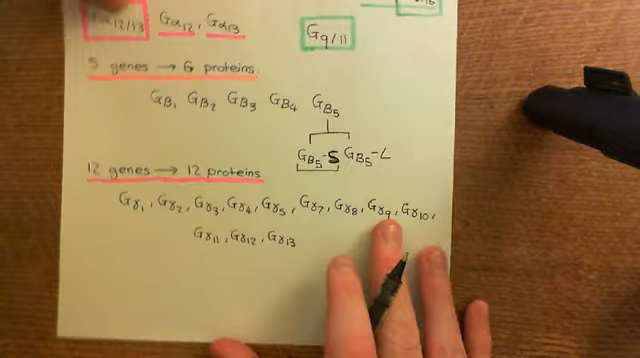 Gα12/13 Gα12, Gα13
Gq/11
5 genes → 6 proteins.
Gβ1 Gβ2 Gβ3 Gβ4 Gβ5
Gβ5-S Gβ5-L
12 genes → 12 proteins
Gγ1, Gγ2, Gγ3, Gγ4, Gγ5, Gγ7, Gγ8, Gγ9, Gγ10,
Gγ11, Gγ12, Gγ13